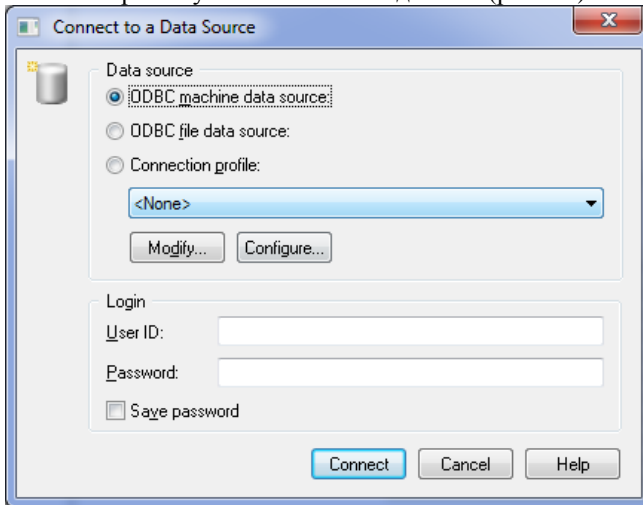 Connect to a Data Source
Data source
ODBC machine data source:
ODBC file data source:
Connection profile:
<None>
Modify... Configure...
Login
User ID:
Password:
Save password
Connect Cancel Help